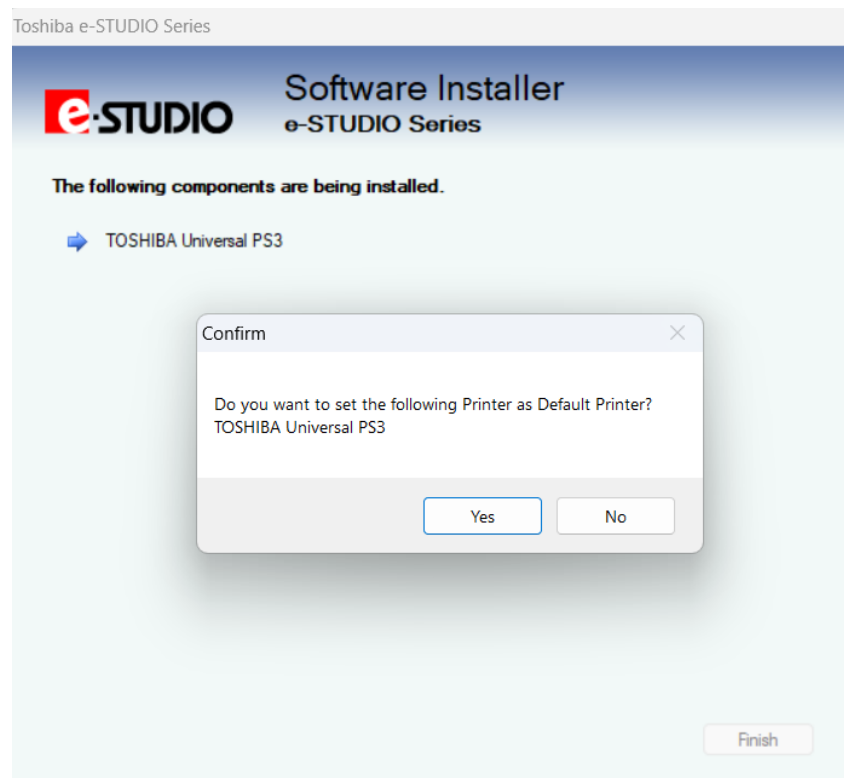 Toshiba e-STUDIO Series
e-STUDIO
Software Installer
e-STUDIO Series
The following components are being installed.
TOSHIBA Universal PS3
Confirm
Do you want to set the following Printer as Default Printer?
TOSHIBA Universal PS3
Yes
No
Finish